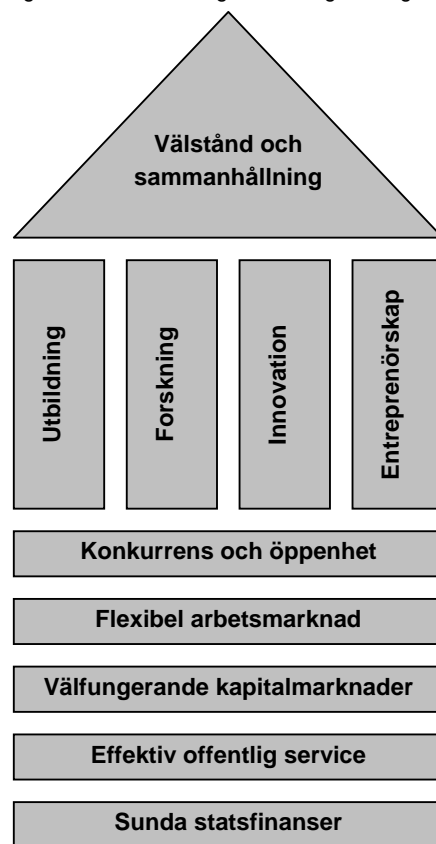 Välstånd och
sammanhållning
Utbildning
Forskning
Innovation
Entreprenörskap
Konkurrens och öppenhet
Flexibel arbetsmarknad
Välfungerande kapitalmarknader
Effektiv offentlig service
Sunda statsfinanser